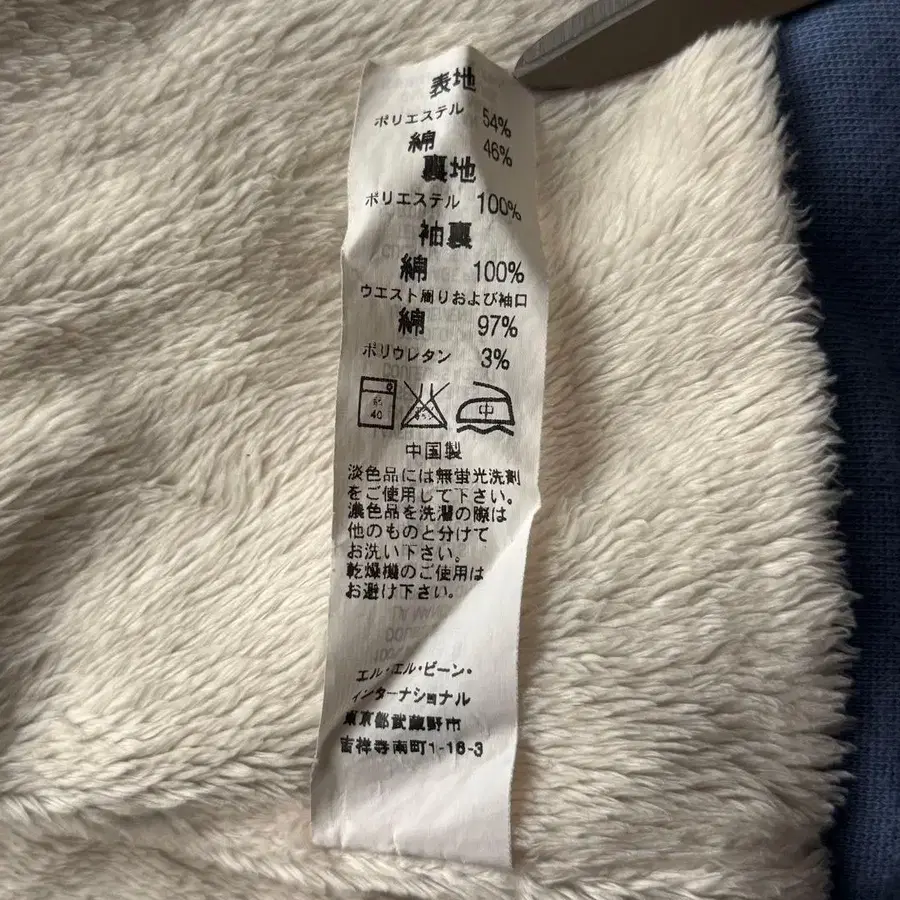 表地
ポリエステル 54%
綿 46%
裏地
ポリエステル 100%
袖裏
綿 100%
ウエスト周りおよび袖口
綿 97%
ポリウレタン 3%
40 中
中国製
淡色品には無蛍光洗剤
をご使用して下さい。
濃色品を洗濯の際は
他のものと分けて
お洗い下さい。
乾燥機のご使用は
お避け下さい。
エル・エル・ビーン・
インターナショナル
東京都武蔵野市
吉祥寺南町1-16-3